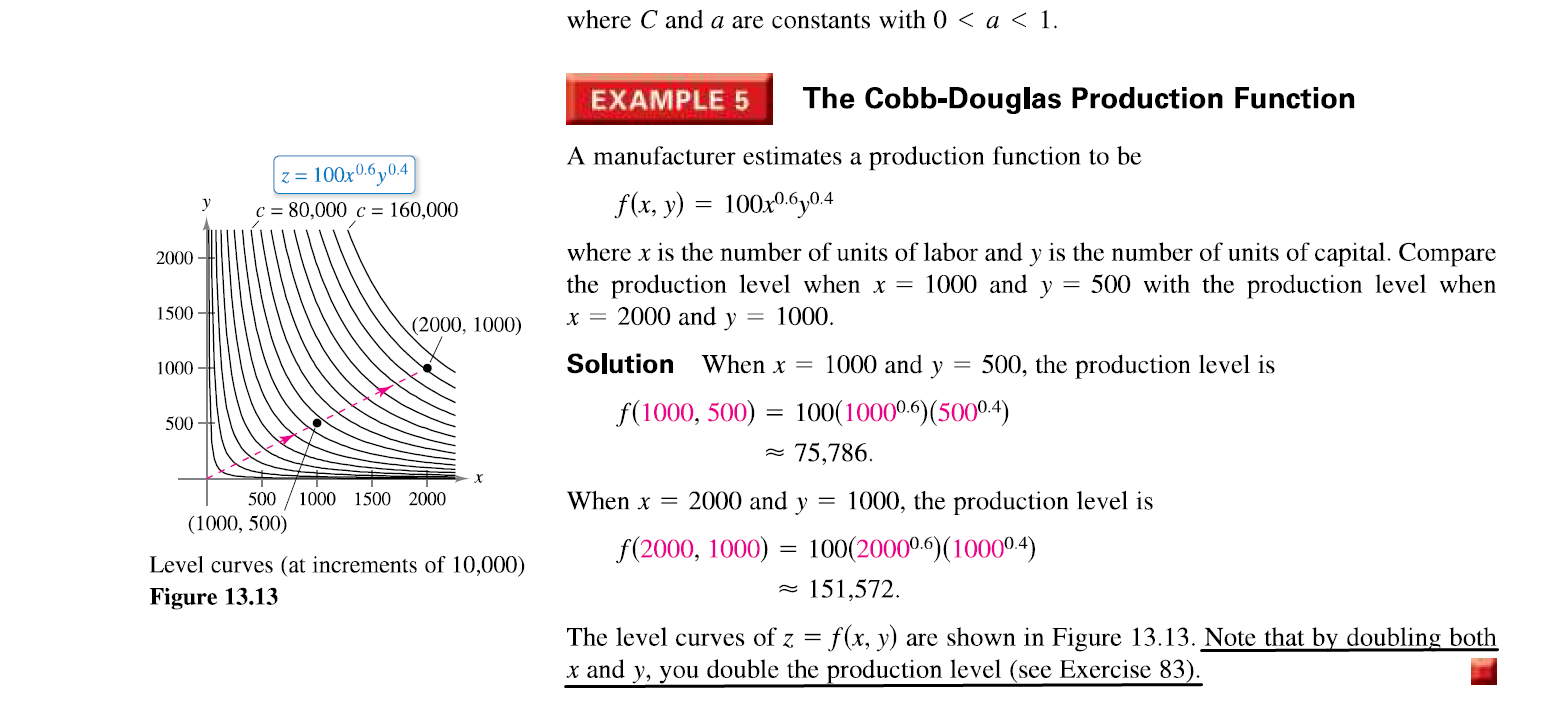 where C and a are constants with 0 < a < 1.
EXAMPLE 5 The Cobb-Douglas Production Function
A manufacturer estimates a production function to be
f(x, y) = 100x^0.6y^0.4
where x is the number of units of labor and y is the number of units of capital. Compare
the production level when x = 1000 and y = 500 with the production level when
x = 2000 and y = 1000.
Solution When x = 1000 and y = 500, the production level is
f(1000, 500) = 100(1000^0.6)(500^0.4)
≈ 75,786.
When x = 2000 and y = 1000, the production level is
f(2000, 1000) = 100(2000^0.6)(1000^0.4)
≈ 151,572.
The level curves of z = f(x, y) are shown in Figure 13.13. Note that by doubling both
x and y, you double the production level (see Exercise 83).
z = 100x^0.6y^0.4
y
c = 80,000 c = 160,000
2000
1500
(2000, 1000)
1000
500
x
500 1000 1500 2000
(1000, 500)
Level curves (at increments of 10,000)
Figure 13.13